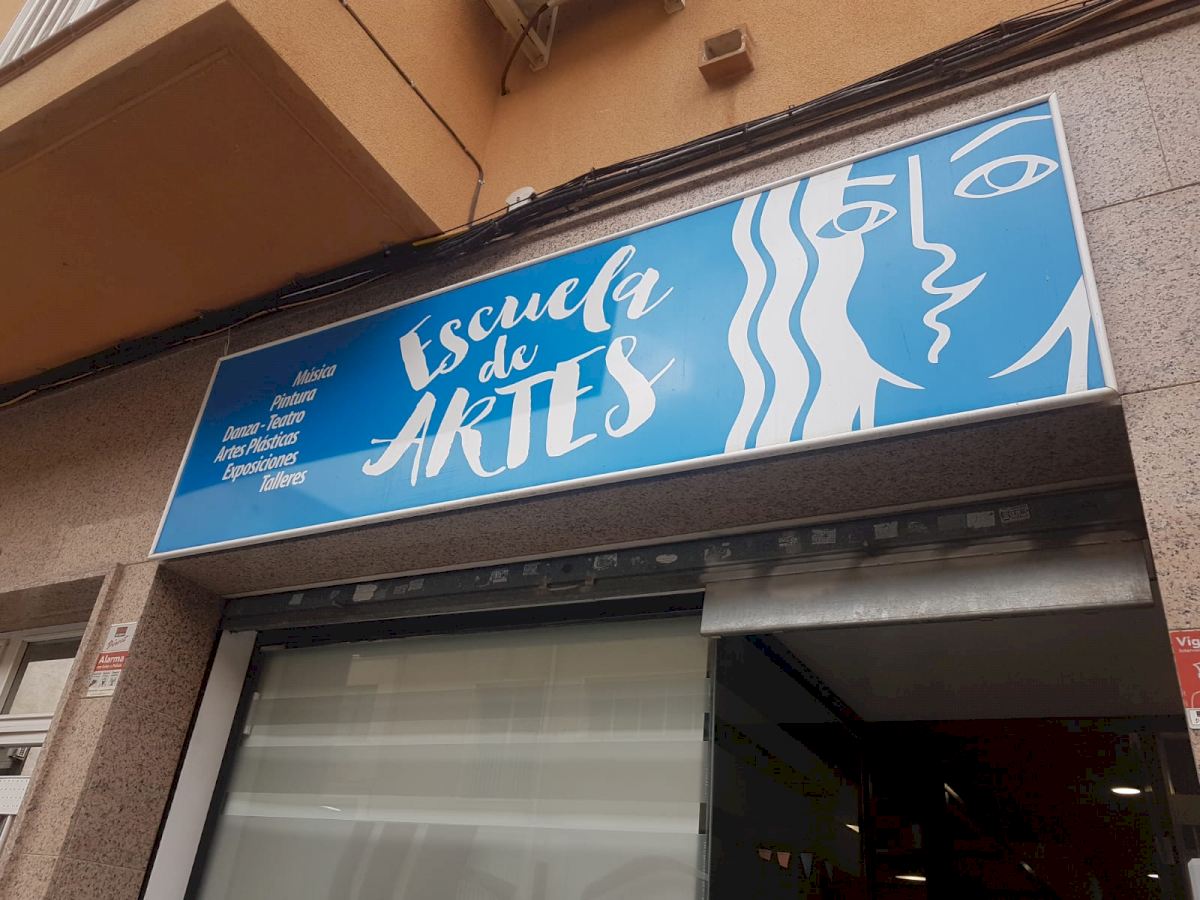 Música
Pintura
Danza - Teatro
Artes Plásticas
Exposiciones
Talleres
Escuela
de
ARTES
Alarma